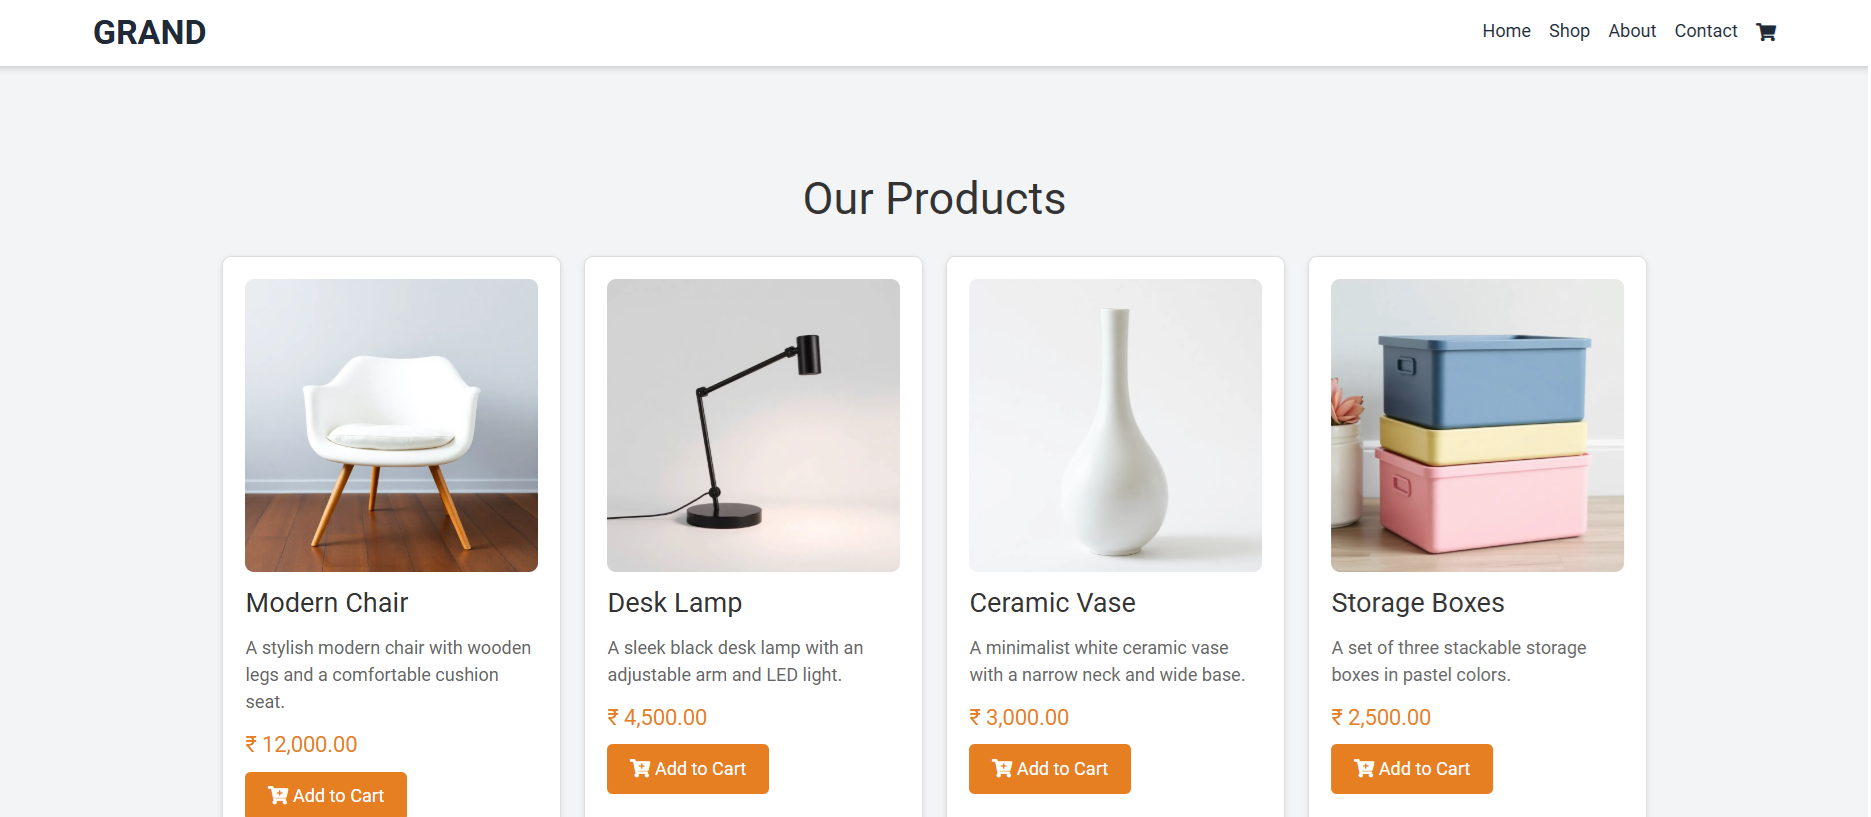 GRAND
Home Shop About Contact
Our Products
Modern Chair
A stylish modern chair with wooden
legs and a comfortable cushion
seat.
₹ 12,000.00
Add to Cart
Desk Lamp
A sleek black desk lamp with an
adjustable arm and LED light.
₹ 4,500.00
Add to Cart
Ceramic Vase
A minimalist white ceramic vase
with a narrow neck and wide base.
₹ 3,000.00
Add to Cart
Storage Boxes
A set of three stackable storage
boxes in pastel colors.
₹ 2,500.00
Add to Cart